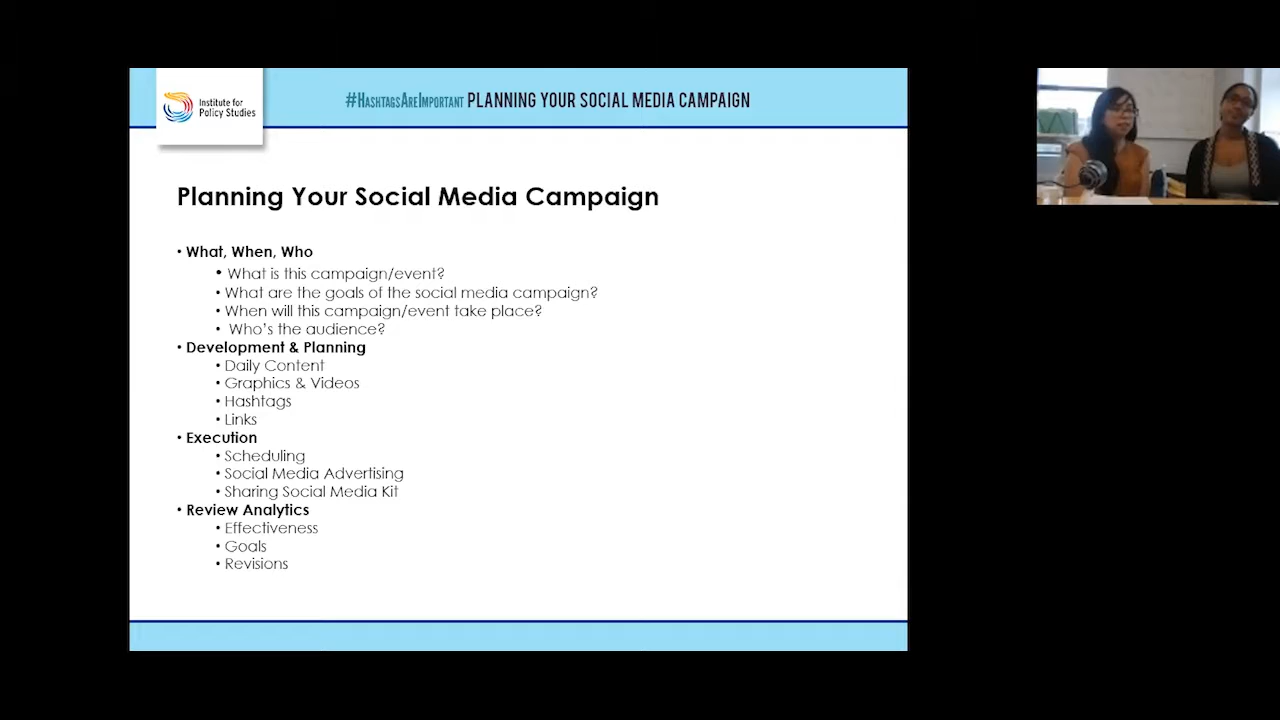 Institute for
Policy Studies
#HASHTAGSAREIMPORTANT PLANNING YOUR SOCIAL MEDIA CAMPAIGN
Planning Your Social Media Campaign
• What, When, Who
• What is this campaign/event?
• What are the goals of the social media campaign?
• When will this campaign/event take place?
• Who's the audience?
• Development & Planning
• Daily Content
• Graphics & Videos
• Hashtags
• Links
• Execution
• Scheduling
• Social Media Advertising
• Sharing Social Media Kit
• Review Analytics
• Effectiveness
• Goals
• Revisions